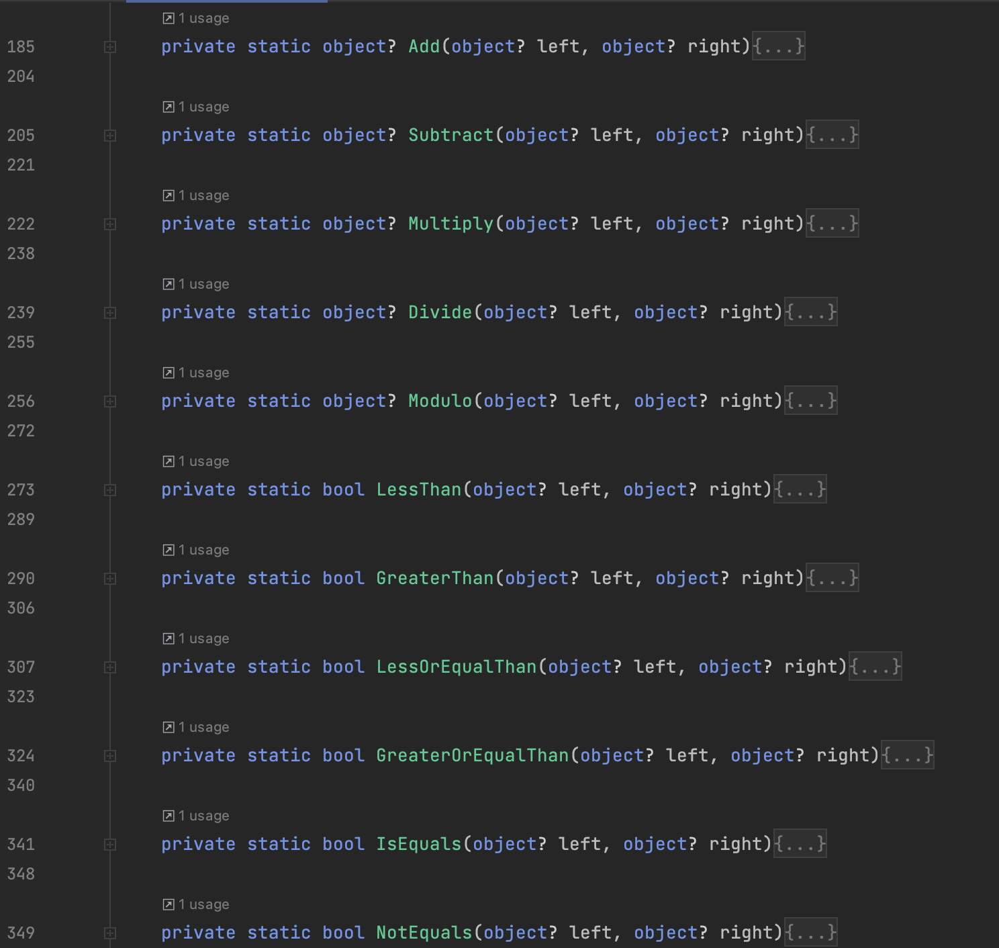 1 usage
185 private static object? Add(object? left, object? right){...}
204
1 usage
205 private static object? Subtract(object? left, object? right){...}
221
1 usage
222 private static object? Multiply(object? left, object? right){...}
238
1 usage
239 private static object? Divide(object? left, object? right){...}
255
1 usage
256 private static object? Modulo(object? left, object? right){...}
272
1 usage
273 private static bool LessThan(object? left, object? right){...}
289
1 usage
290 private static bool GreaterThan(object? left, object? right){...}
306
1 usage
307 private static bool LessOrEqualThan(object? left, object? right){...}
323
1 usage
324 private static bool GreaterOrEqualThan(object? left, object? right){...}
340
1 usage
341 private static bool IsEquals(object? left, object? right){...}
348
1 usage
349 private static bool NotEquals(object? left, object? right){...}